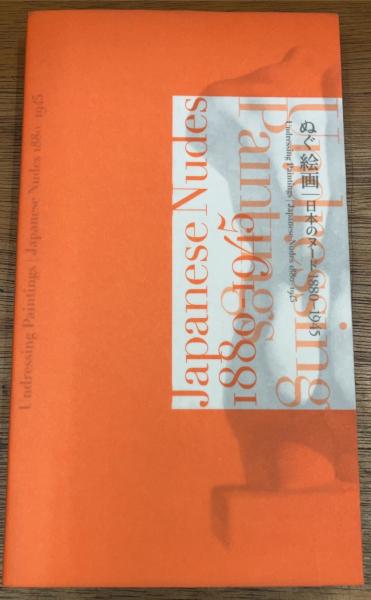 Undressing Paintings | Japanese Nudes 1880-1945
Japanese Nudes
1880-1945
Undressing
Paintings
ぬぐ絵画|日本のヌード 1880-1945
Undressing Paintings | Japanese Nudes 1880-1945